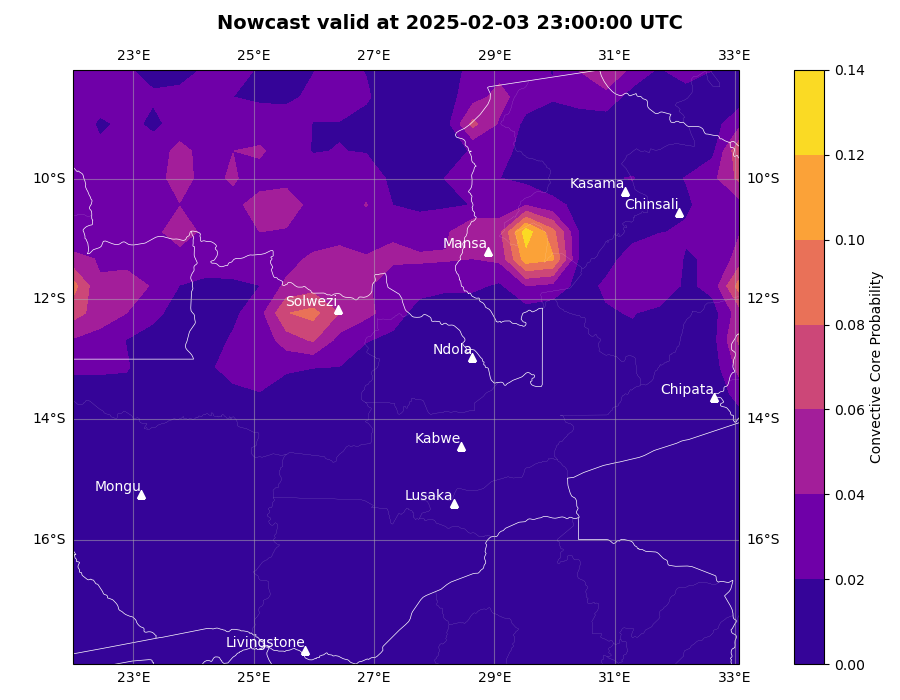 Nowcast valid at 2025-02-03 23:00:00 UTC
23°E 25°E 27°E 29°E 31°E 33°E
0.14
0.12
10°S 10°S
Kasama
Chinsali
0.10
Mansa
12°S 12°S
Solwezi
0.08
Ndola
Convective Core Probability
Chipata
0.06
14°S 14°S
Kabwe
Mongu
Lusaka
0.04
16°S 16°S
0.02
Livingstone
0.00
23°E 25°E 27°E 29°E 31°E 33°E